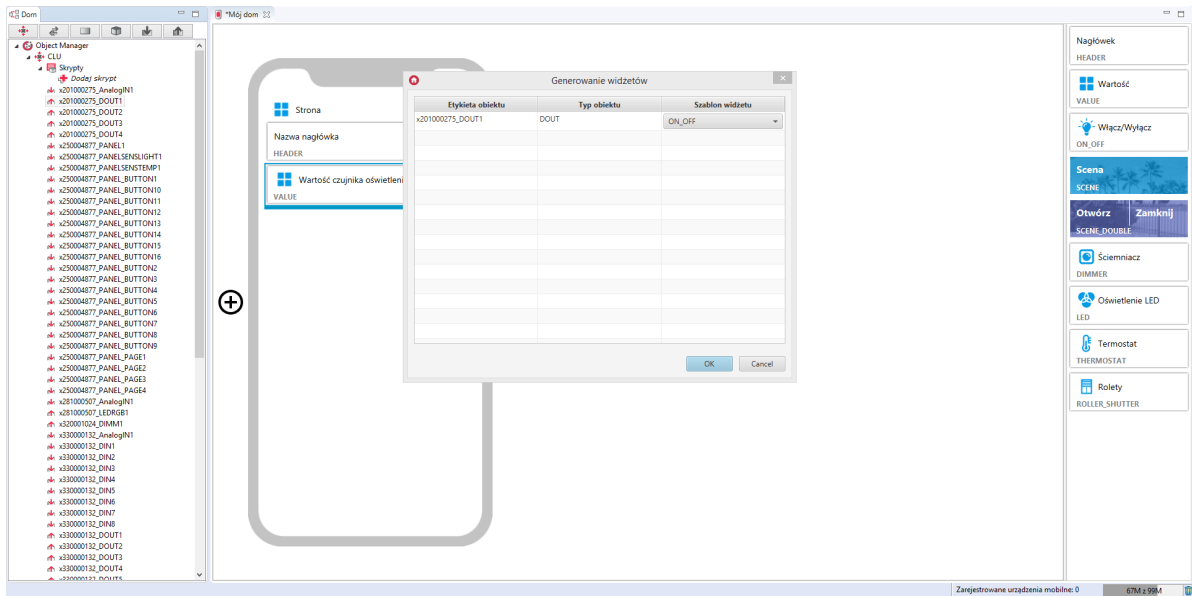 Dom
*Mój dom
Object Manager
CLU
Skrypty
Dodaj skrypt
x201000275_AnalogIN1
x201000275_DOUT1
x201000275_DOUT2
x201000275_DOUT3
x201000275_DOUT4
x250004877_PANEL1
x250004877_PANELSENSLIGHT1
x250004877_PANELSENSTEMP1
x250004877_PANEL_BUTTON1
x250004877_PANEL_BUTTON10
x250004877_PANEL_BUTTON11
x250004877_PANEL_BUTTON12
x250004877_PANEL_BUTTON13
x250004877_PANEL_BUTTON14
x250004877_PANEL_BUTTON15
x250004877_PANEL_BUTTON16
x250004877_PANEL_BUTTON2
x250004877_PANEL_BUTTON3
x250004877_PANEL_BUTTON4
x250004877_PANEL_BUTTON5
x250004877_PANEL_BUTTON6
x250004877_PANEL_BUTTON7
x250004877_PANEL_BUTTON8
x250004877_PANEL_BUTTON9
x250004877_PANEL_PAGE1
x250004877_PANEL_PAGE2
x250004877_PANEL_PAGE3
x250004877_PANEL_PAGE4
x281000507_AnalogIN1
x281000507_LEDRGB1
x320001024_DIMM1
x330000132_AnalogIN1
x330000132_DIN1
x330000132_DIN2
x330000132_DIN3
x330000132_DIN4
x330000132_DIN5
x330000132_DIN6
x330000132_DIN7
x330000132_DIN8
x330000132_DOUT1
x330000132_DOUT2
x330000132_DOUT3
x330000132_DOUT4
x330000132_DOUT5
Strona
Nazwa nagłówka
HEADER
Wartość czujnika oświetleni
VALUE
Generowanie widżetów
Etykieta obiektu Typ obiektu Szablon widżetu
x201000275_DOUT1 DOUT ON_OFF
OK Cancel
Nagłówek
HEADER
Wartość
VALUE
Włącz/Wyłącz
ON_OFF
Scena
SCENE
Otwórz Zamknij
SCENE_DOUBLE
Ściemniacz
DIMMER
Oświetlenie LED
LED
Termostat
THERMOSTAT
Rolety
ROLLER_SHUTTER
Zarejestrowane urządzenia mobilne: 0 67M z 99M